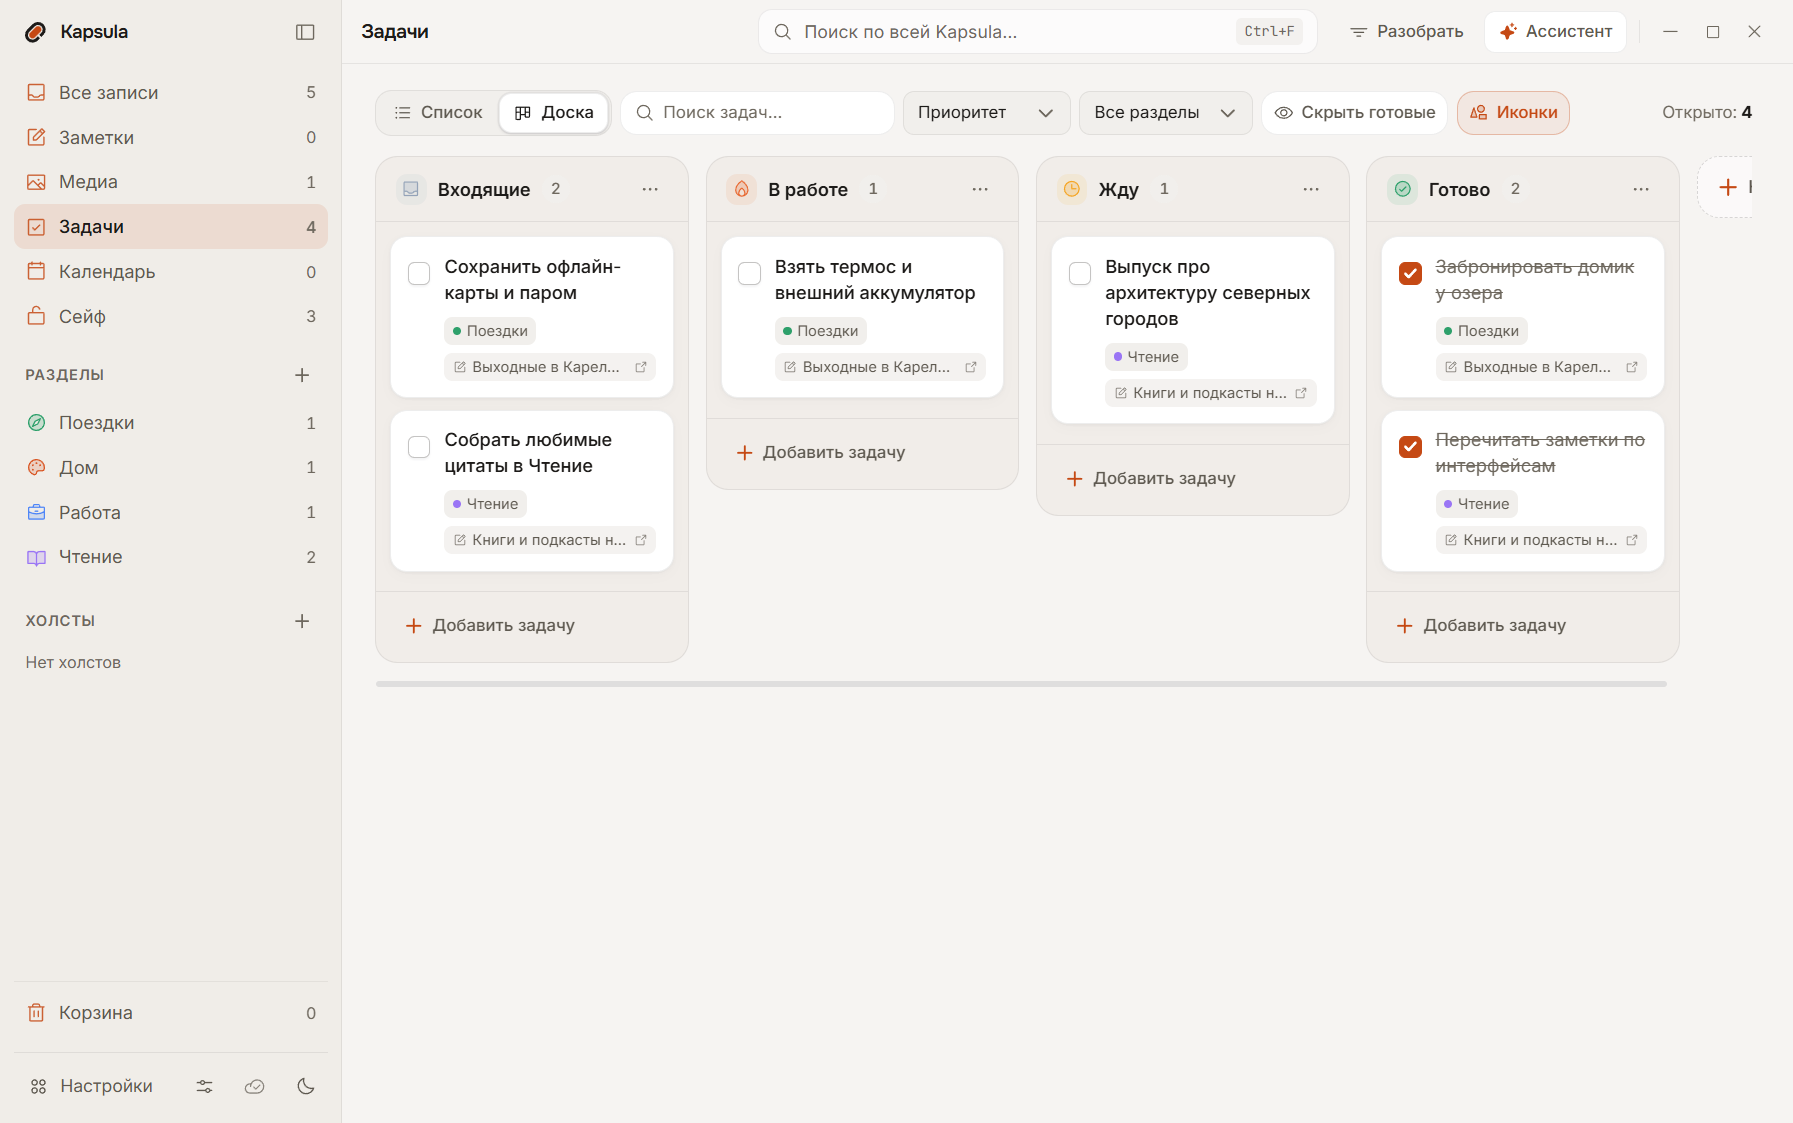 Kapsula
Все записи 5
Заметки 0
Медиа 1
Задачи 4
Календарь 0
Сейф 3
РАЗДЕЛЫ
Поездки 1
Дом 1
Работа 1
Чтение 2
ХОЛСТЫ
Нет холстов
Корзина 0
Настройки
Задачи
Поиск по всей Kapsula... Ctrl+F
Разобрать
Ассистент
Список
Доска
Поиск задач...
Приоритет
Все разделы
Скрыть готовые
Иконки
Открыто: 4
Входящие 2
Сохранить офлайн-
карты и паром
Поездки
Выходные в Карел...
Собрать любимые
цитаты в Чтение
Чтение
Книги и подкасты н...
Добавить задачу
В работе 1
Взять термос и
внешний аккумулятор
Поездки
Выходные в Карел...
Добавить задачу
Жду 1
Выпуск про
архитектуру северных
городов
Чтение
Книги и подкасты н...
Добавить задачу
Готово 2
Забронировать домик
у озера
Поездки
Выходные в Карел...
Перечитать заметки по
интерфейсам
Чтение
Книги и подкасты н...
Добавить задачу